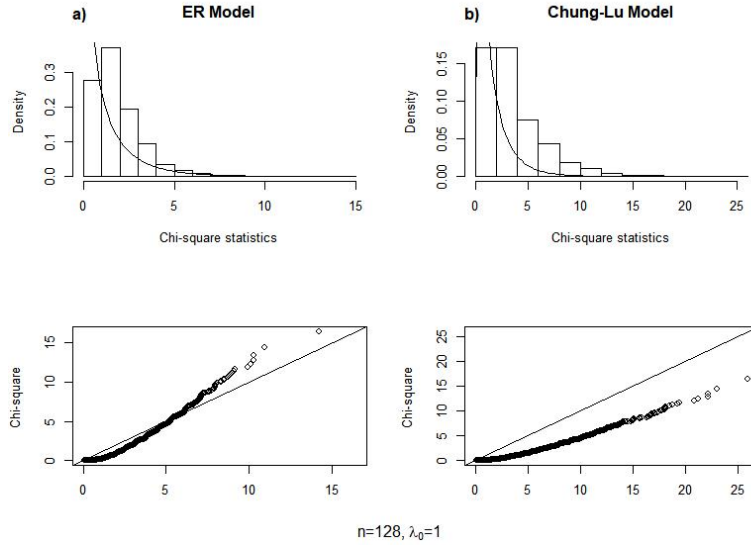 a) ER Model
b) Chung-Lu Model
Density
0.0 0.1 0.2 0.3
0 5 10 15
Chi-square statistics
Density
0.00 0.05 0.10 0.15
0 5 10 15 20 25
Chi-square statistics
Chi-square
0 5 10 15
0 5 10 15
Chi-square
0 5 10 15 20 25
0 5 10 15 20 25
n=128, λ₀=1